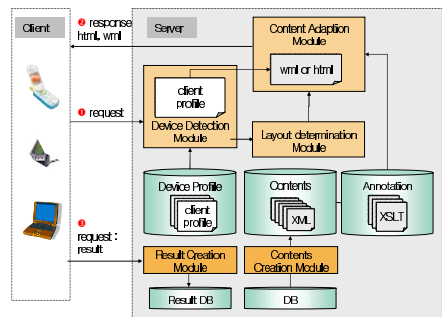 Client
Server
❷ response
html, wml
Content Adaption
Module
wml or html
client
profile
❶ request
Device Detection
Module
Layout determination
Module
Device Profile
client
profile
Contents
XML
Annotation
XSLT
❸
request :
result
Result Creation
Module
Contents
Creation Module
Result DB
DB